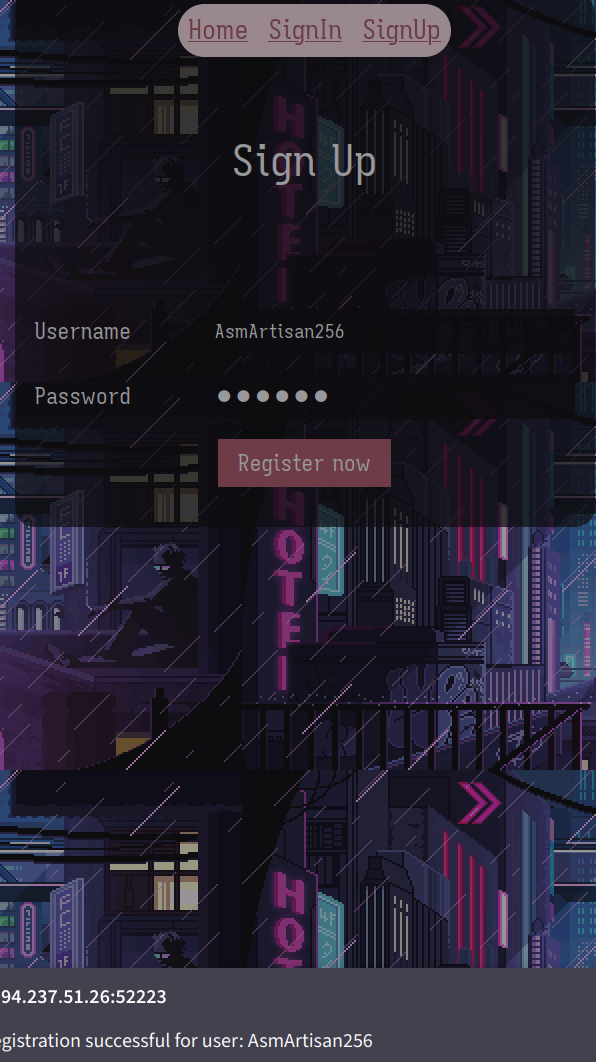 Home SignIn SignUp
Sign Up
Username AsmArtisan256
Password ●●●●●●
Register now
HOTEL
HOTEL
HOT
94.237.51.26:52223
egistration successful for user: AsmArtisan256